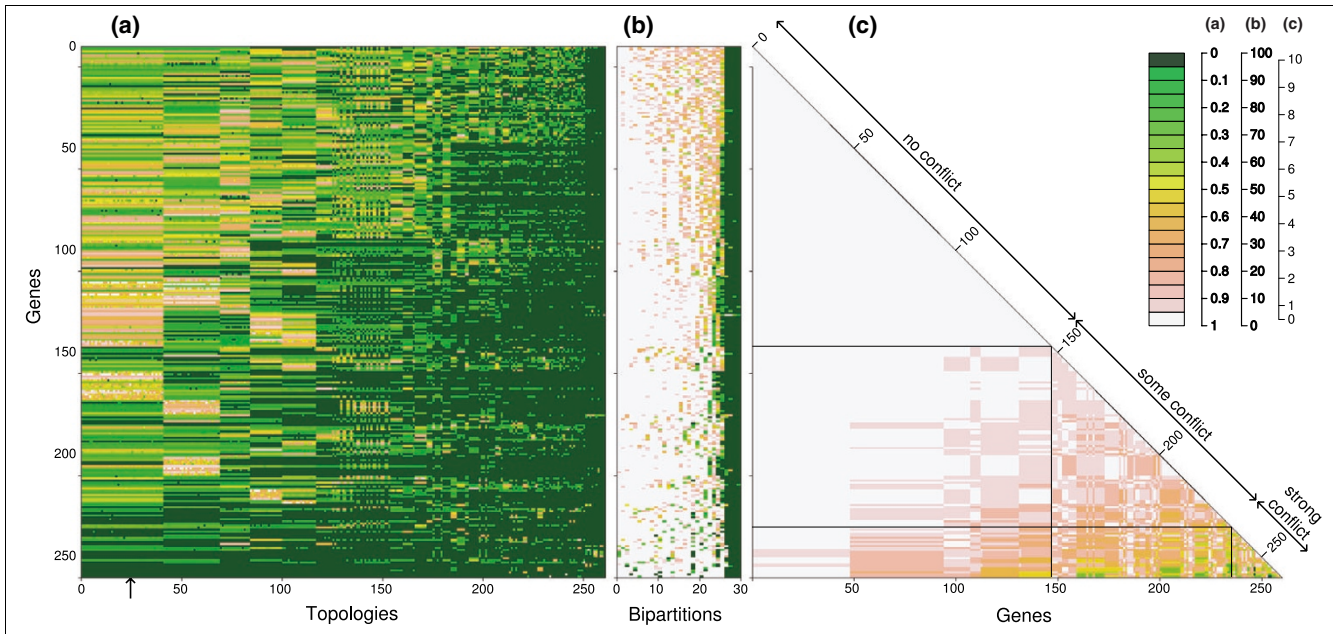 (a) (b) (c)
(a) (b) (c)
0 0.1 0.2 0.3 0.4 0.5 0.6 0.7 0.8 0.9 1
100 90 80 70 60 50 40 30 20 10 0
10 9 8 7 6 5 4 3 2 1 0
Genes
0 50 100 150 200 250
0 50 100 150 200 250
Topologies
0 10 20 30
Bipartitions
0 50 100 150 200 250
no conflict
some conflict
strong
conflict
50 100 150 200 250
Genes